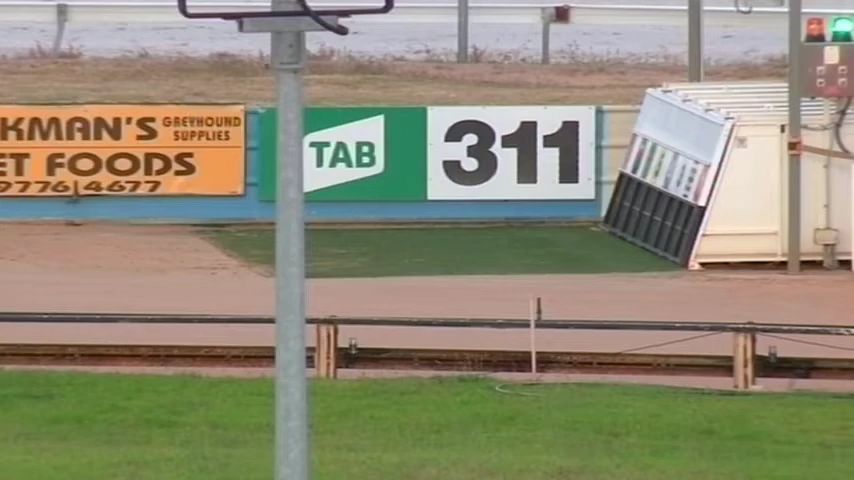 KMAN'S
GREYHOUND
SUPPLIES
ET FOODS
9776 4677
TAB
311